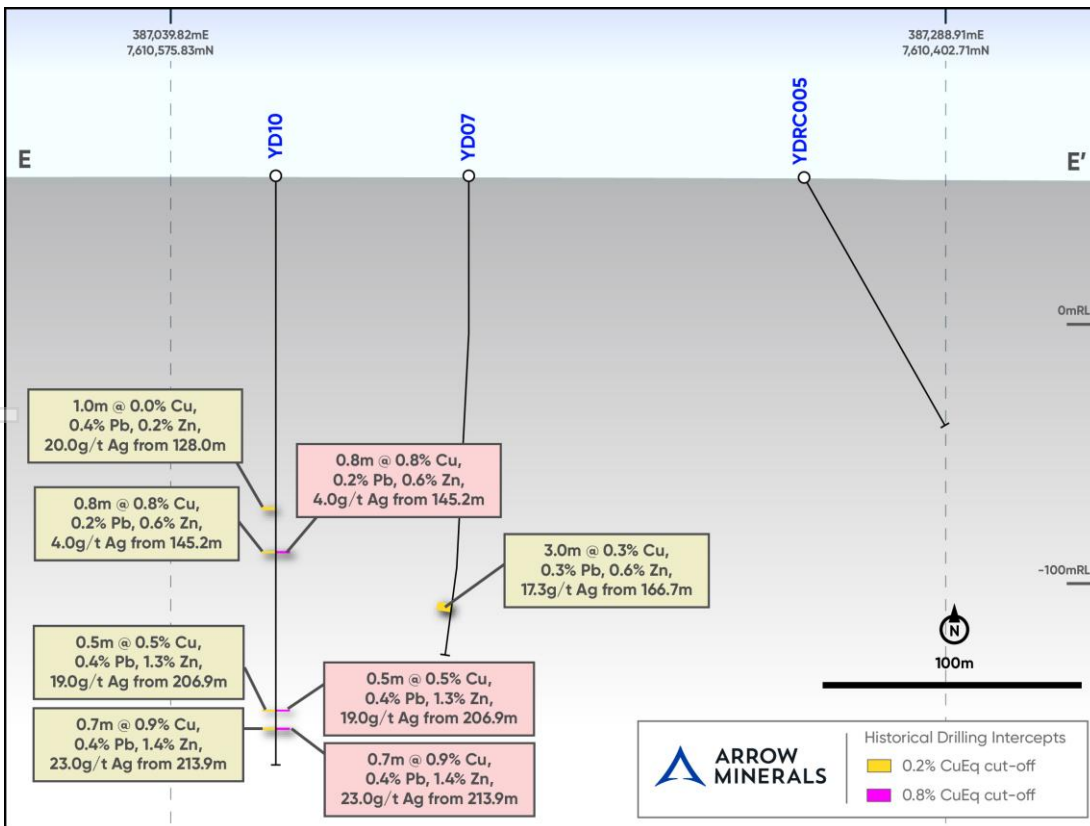 387,039.82mE
7,610,575.83mN
387,288.91mE
7,610,402.71mN
YD10
YD07
YDRC005
E
E'
0mRL
1.0m @ 0.0% Cu,
0.4% Pb, 0.2% Zn,
20.0g/t Ag from 128.0m
0.8m @ 0.8% Cu,
0.2% Pb, 0.6% Zn,
4.0g/t Ag from 145.2m
0.8m @ 0.8% Cu,
0.2% Pb, 0.6% Zn,
4.0g/t Ag from 145.2m
3.0m @ 0.3% Cu,
0.3% Pb, 0.6% Zn,
17.3g/t Ag from 166.7m
-100mRL
N
100m
0.5m @ 0.5% Cu,
0.4% Pb, 1.3% Zn,
19.0g/t Ag from 206.9m
0.5m @ 0.5% Cu,
0.4% Pb, 1.3% Zn,
19.0g/t Ag from 206.9m
0.7m @ 0.9% Cu,
0.4% Pb, 1.4% Zn,
23.0g/t Ag from 213.9m
0.7m @ 0.9% Cu,
0.4% Pb, 1.4% Zn,
23.0g/t Ag from 213.9m
ARROW
MINERALS
Historical Drilling Intercepts
0.2% CuEq cut-off
0.8% CuEq cut-off